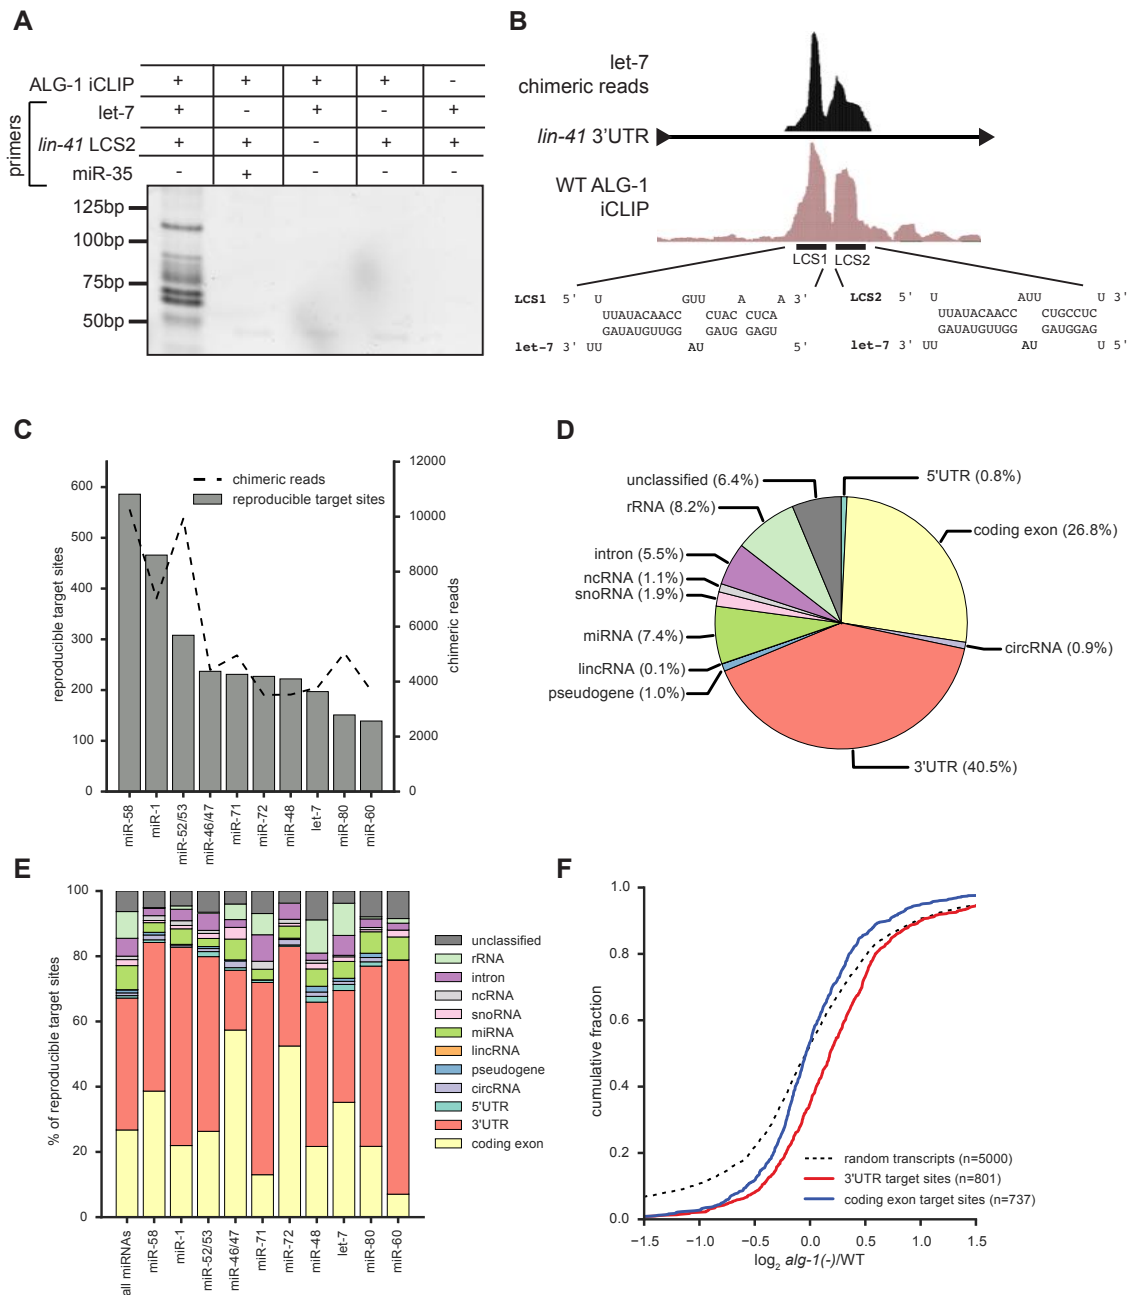 A
ALG-1 iCLIP + + + + -
let-7 + - + - +
lin-41 LCS2 + + - + +
miR-35 - + - - -
primers
125bp
100bp
75bp
50bp
B
let-7
chimeric reads
lin-41 3'UTR
WT ALG-1
iCLIP
LCS1 LCS2
LCS1 5' U GUU A A 3'
UUAUACAACC CUAC CUCA
GAUAUGUUGG GAUG GAGU
let-7 3' UU AU 5'
LCS2 5' U AUU U 3'
UUAUACAACC CUGCCUC
GAUAUGUUGG GAUGGAG
let-7 3' UU AU U 5'
C
reproducible target sites
600
500
400
300
200
100
0
chimeric reads
reproducible target sites
12000
10000
8000
6000
4000
2000
0
chimeric reads
miR-58
miR-1
miR-52/53
miR-46/47
miR-71
miR-72
miR-48
let-7
miR-80
miR-60
D
unclassified (6.4%)
5'UTR (0.8%)
rRNA (8.2%)
coding exon (26.8%)
intron (5.5%)
ncRNA (1.1%)
snoRNA (1.9%)
miRNA (7.4%)
circRNA (0.9%)
lincRNA (0.1%)
pseudogene (1.0%)
3'UTR (40.5%)
E
% of reproducible target sites
100
80
60
40
20
0
all miRNAs
miR-58
miR-1
miR-52/53
miR-46/47
miR-71
miR-72
miR-48
let-7
miR-80
miR-60
unclassified
rRNA
intron
ncRNA
snoRNA
miRNA
lincRNA
pseudogene
circRNA
5'UTR
3'UTR
coding exon
F
cumulative fraction
1.0
0.8
0.6
0.4
0.2
0.0
random transcripts (n=5000)
3'UTR target sites (n=801)
coding exon target sites (n=737)
−1.5 −1.0 −0.5 0.0 0.5 1.0 1.5
log2 alg-1(-)/WT